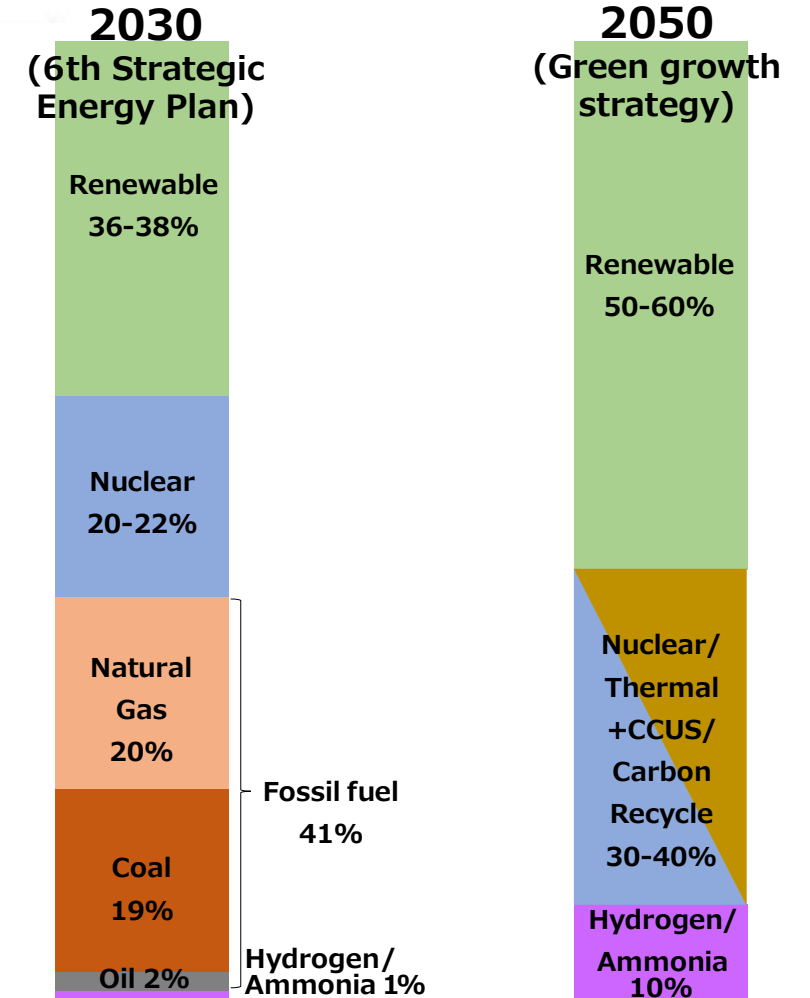 2030
(6th Strategic
Energy Plan)
Renewable
36-38%
Nuclear
20-22%
Natural
Gas
20%
Coal
19%
Oil 2%
Fossil fuel
41%
Hydrogen/
Ammonia 1%
2050
(Green growth
strategy)
Renewable
50-60%
Nuclear/
Thermal
+CCUS/
Carbon
Recycle
30-40%
Hydrogen/
Ammonia
10%